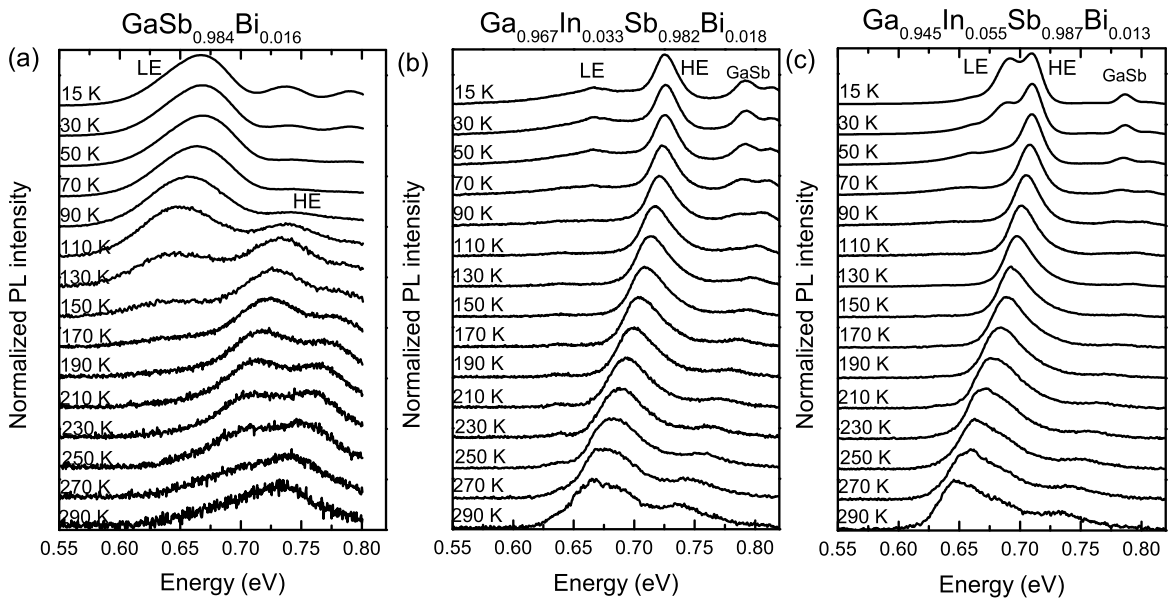 GaSb0.984Bi0.016
(a)
LE
15 K
30 K
50 K
70 K
HE
90 K
110 K
130 K
150 K
170 K
190 K
210 K
230 K
250 K
270 K
290 K
0.55 0.60 0.65 0.70 0.75 0.80
Energy (eV)
Normalized PL intensity
Ga0.967In0.033Sb0.982Bi0.018
(b)
LE HE GaSb
15 K
30 K
50 K
70 K
90 K
110 K
130 K
150 K
170 K
190 K
210 K
230 K
250 K
270 K
290 K
0.55 0.60 0.65 0.70 0.75 0.80
Energy (eV)
Normalized PL intensity
Ga0.945In0.055Sb0.987Bi0.013
(c)
LE HE GaSb
15 K
30 K
50 K
70 K
90 K
110 K
130 K
150 K
170 K
190 K
210 K
230 K
250 K
270 K
290 K
0.55 0.60 0.65 0.70 0.75 0.80
Energy (eV)
Normalized PL intensity